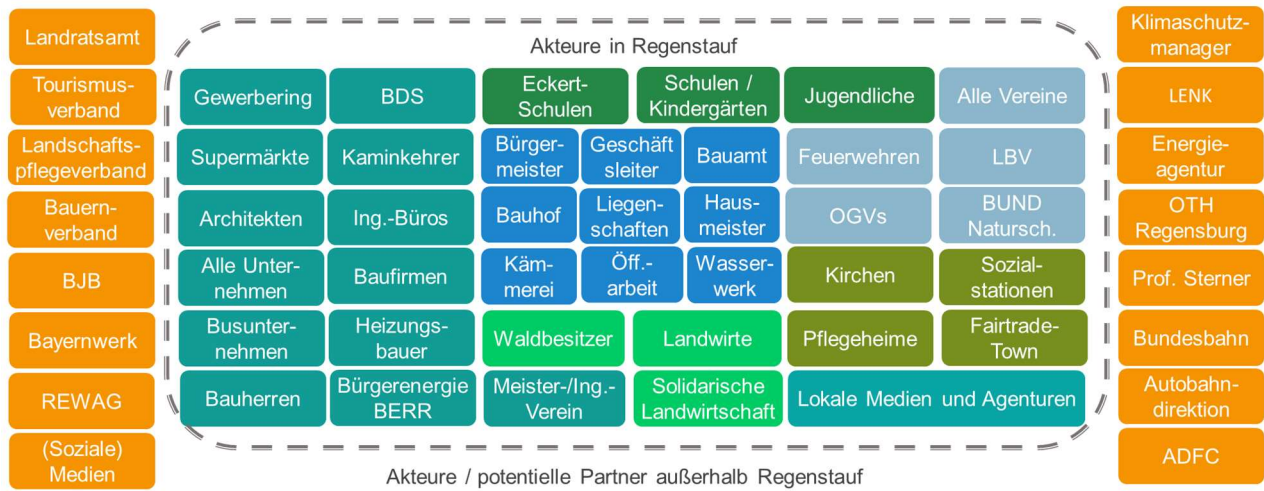 Akteure in Regenstauf
Landratsamt
Tourismus-
verband
Landschafts-
pflegeverband
Bauern-
verband
BJB
Bayernwerk
REWAG
(Soziale)
Medien
Gewerbering
BDS
Eckert-
Schulen
Schulen /
Kindergärten
Jugendliche
Alle Vereine
Supermärkte
Kaminkehrer
Bürger-
meister
Geschäft
sleiter
Bauamt
Feuerwehren
LBV
Architekten
Ing.-Büros
Bauhof
Liegen-
schaften
Haus-
meister
OGVs
BUND
Natursch.
Alle Unter-
nehmen
Baufirmen
Käm-
merei
Öff.-
arbeit
Wasser-
werk
Kirchen
Sozial-
stationen
Busunter-
nehmen
Heizungs-
bauer
Waldbesitzer
Landwirte
Pflegeheime
Fairtrade-
Town
Bauherren
Bürgerenergie
BERR
Meister-/Ing.-
Verein
Solidarische
Landwirtschaft
Lokale Medien und Agenturen
Klimaschutz-
manager
LENK
Energie-
agentur
OTH
Regensburg
Prof. Sterner
Bundesbahn
Autobahn-
direktion
ADFC
Akteure / potentielle Partner außerhalb Regenstauf